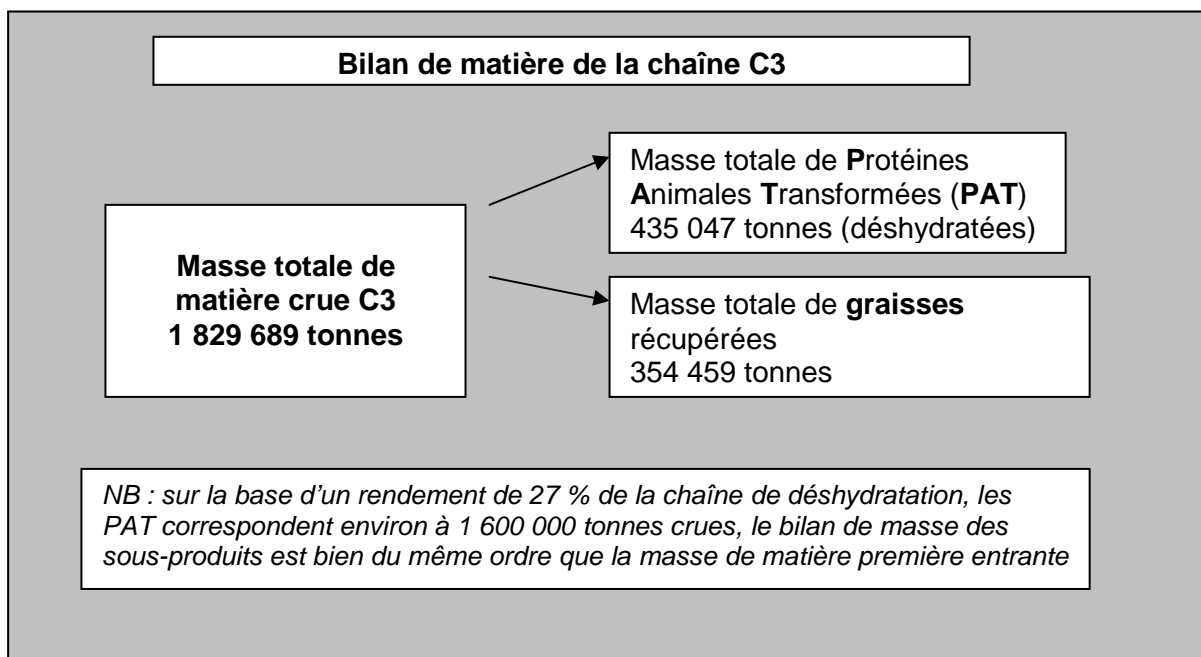 Bilan de matière de la chaîne C3
Masse totale de Protéines
Animales Transformées (PAT)
435 047 tonnes (déshydratées)
Masse totale de
matière crue C3
1 829 689 tonnes
Masse totale de graisses
récupérées
354 459 tonnes
NB : sur la base d’un rendement de 27 % de la chaîne de déshydratation, les
PAT correspondent environ à 1 600 000 tonnes crues, le bilan de masse des
sous-produits est bien du même ordre que la masse de matière première entrante